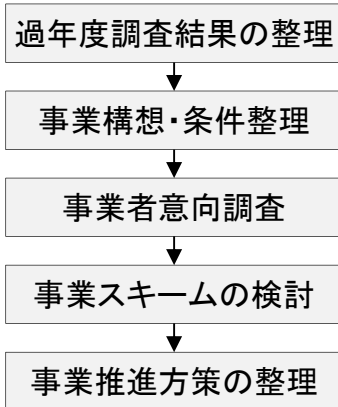 過年度調査結果の整理
事業構想・条件整理
事業者意向調査
事業スキームの検討
事業推進方策の整理